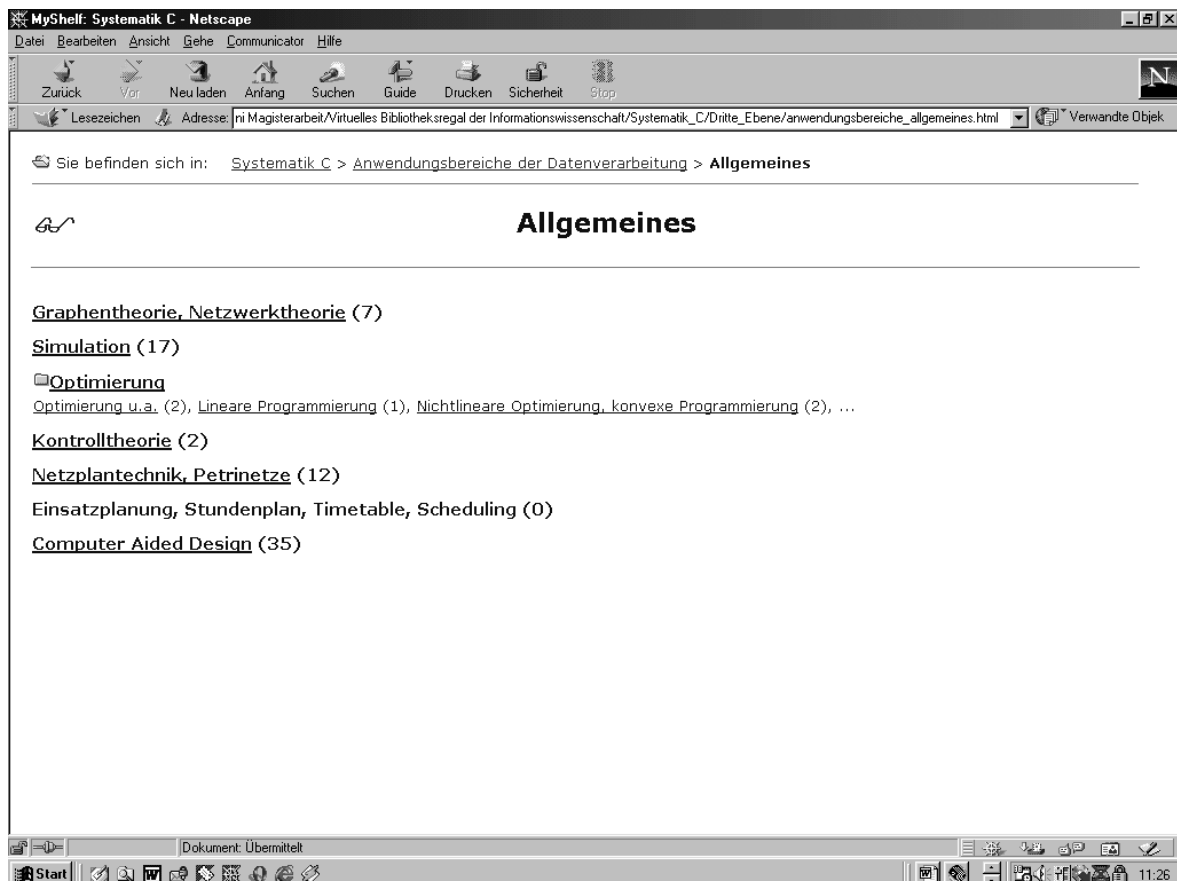 MyShelf: Systematik C - Netscape
Datei Bearbeiten Ansicht Gehe Communicator Hilfe
Zurück Vor Neu laden Anfang Suchen Guide Drucken Sicherheit Stop
N
Lesezeichen Adresse: ni Magisterarbeit/Virtuelles Bibliotheksregal der Informationswissenschaft/Systematik_C/Dritte_Ebene/anwendungsbereiche_allgemeines.html Verwandte Objek
Sie befinden sich in: Systematik C > Anwendungsbereiche der Datenverarbeitung > Allgemeines
Allgemeines
Graphentheorie, Netzwerktheorie (7)
Simulation (17)
Optimierung
Optimierung u.a. (2), Lineare Programmierung (1), Nichtlineare Optimierung, konvexe Programmierung (2), ...
Kontrolltheorie (2)
Netzplantechnik, Petrinetze (12)
Einsatzplanung, Stundenplan, Timetable, Scheduling (0)
Computer Aided Design (35)
Dokument: Übermittelt
Start 11:26